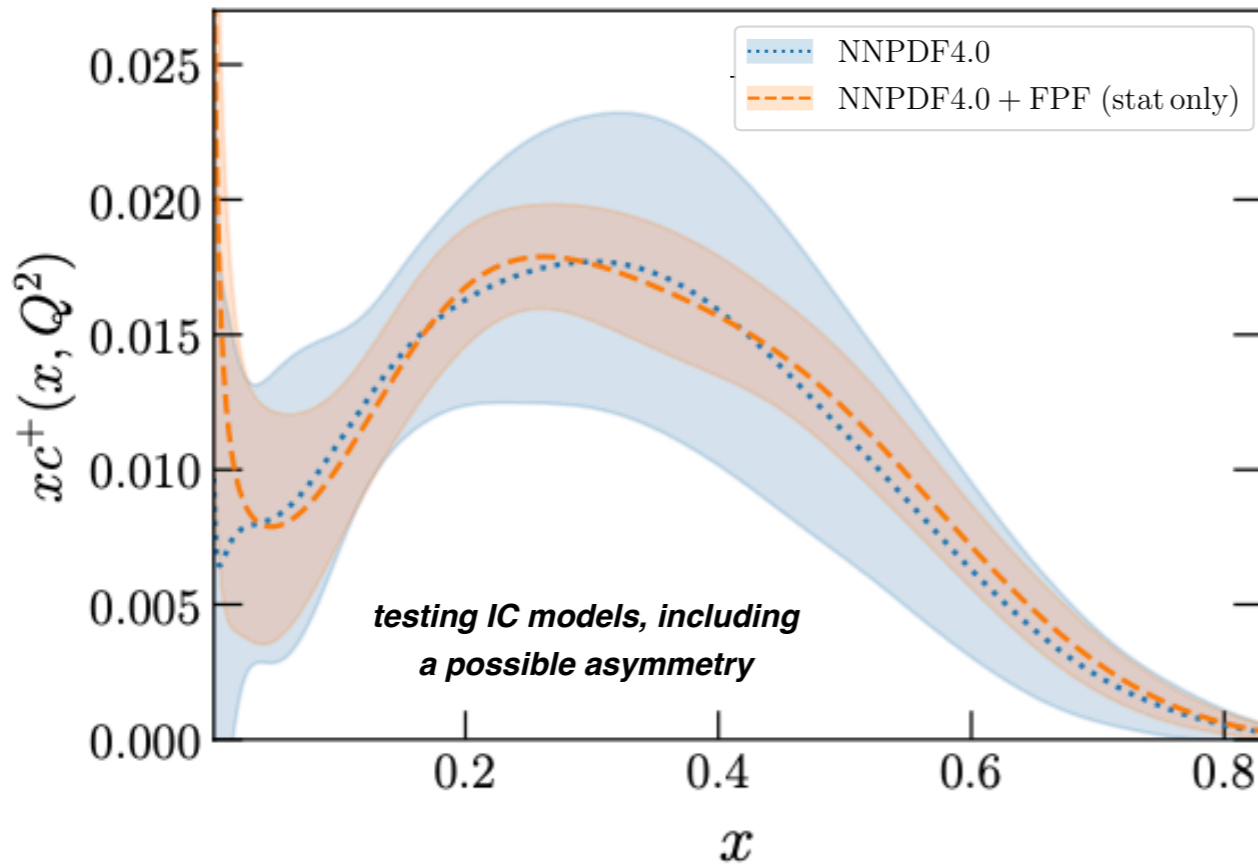 NNPDF4.0
NNPDF4.0 + FPF (stat only)
0.025
0.020
0.015
0.010
0.005
0.000
xc⁺(x, Q²)
testing IC models, including
a possible asymmetry
0.2 0.4 0.6 0.8
x